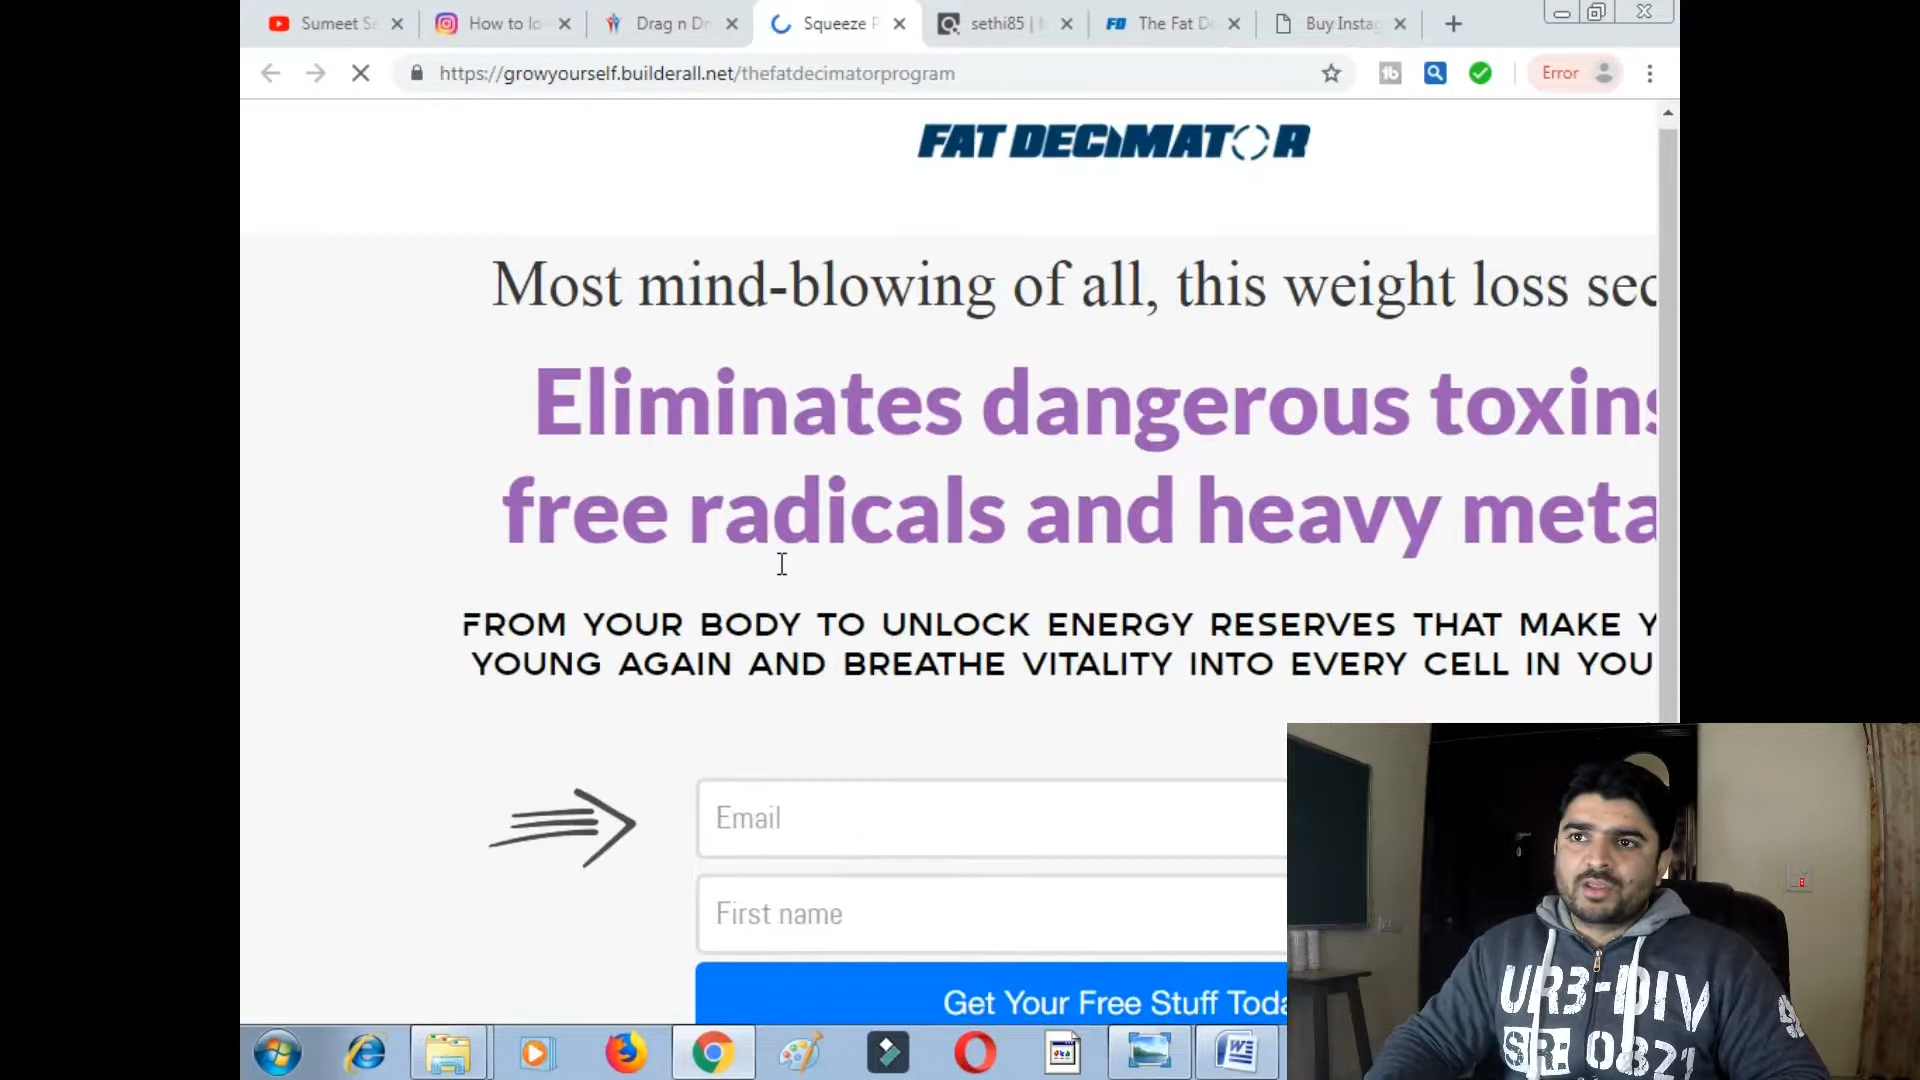 Sumeet Se
How to lo
Drag n Dr
Squeeze P
sethi85 |
The Fat De
Buy Instag
https://growyourself.builderall.net/thefatdecimatorprogram
tb
Error
FAT DECIMATOR
Most mind-blowing of all, this weight loss sec
Eliminates dangerous toxins
free radicals and heavy meta
FROM YOUR BODY TO UNLOCK ENERGY RESERVES THAT MAKE Y
YOUNG AGAIN AND BREATHE VITALITY INTO EVERY CELL IN YOU
Email
First name
Get Your Free Stuff Toda
UR3-DIV
SR: 0821